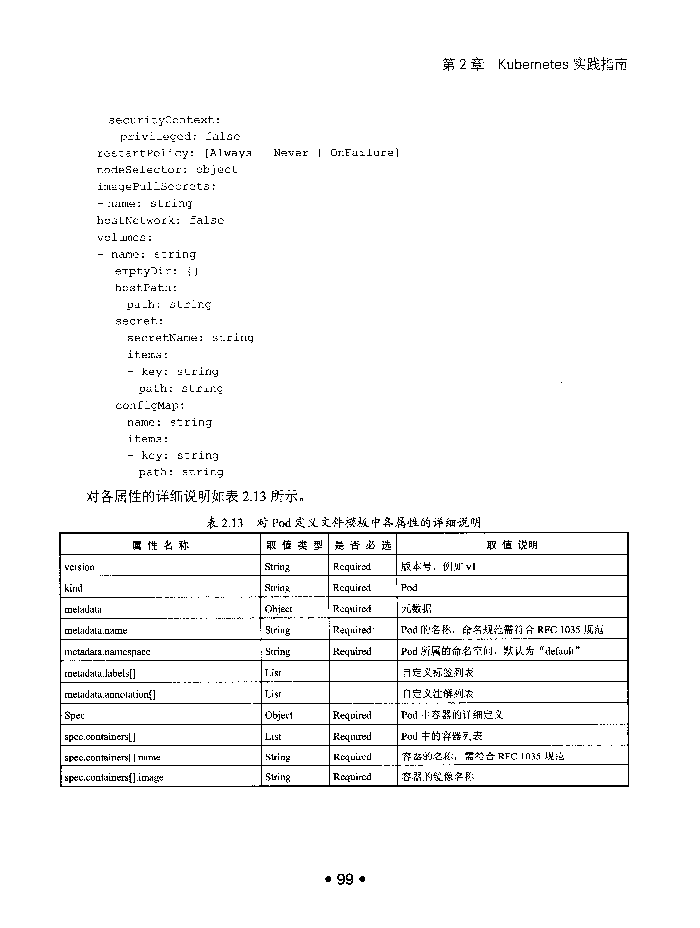 第 2 章 Kubernetes 实践指南
securityContext:
privileged: false
restartPolicy: [Always | Never | OnFailure]
nodeSelector: object
imagePullSecrets:
- name: string
hostNetwork: false
volumes:
- name: string
emptyDir: {}
hostPath:
path: string
secret:
secretName: string
items:
- key: string
path: string
configMap:
name: string
items:
- key: string
path: string
对各属性的详细说明如表 2.13 所示。
表 2.13 对 Pod 定义文件模板中各属性的详细说明
属 性 名 称 取 值 类 型 是 否 必 选 取 值 说明
version String Required 版本号，例如 v1
kind String Required Pod
metadata Object Required 元数据
metadata.name String Required Pod 的名称，命名规范需符合 RFC 1035 规范
metadata.namespace String Required Pod 所属的命名空间，默认为“default”
metadata.labels[] List 自定义标签列表
metadata.annotation[] List 自定义注解列表
Spec Object Required Pod 中容器的详细定义
spec.containers[] List Required Pod 中的容器列表
spec.containers[].name String Required 容器的名称，需符合 RFC 1035 规范
spec.containers[].image String Required 容器的镜像名称
• 99 •